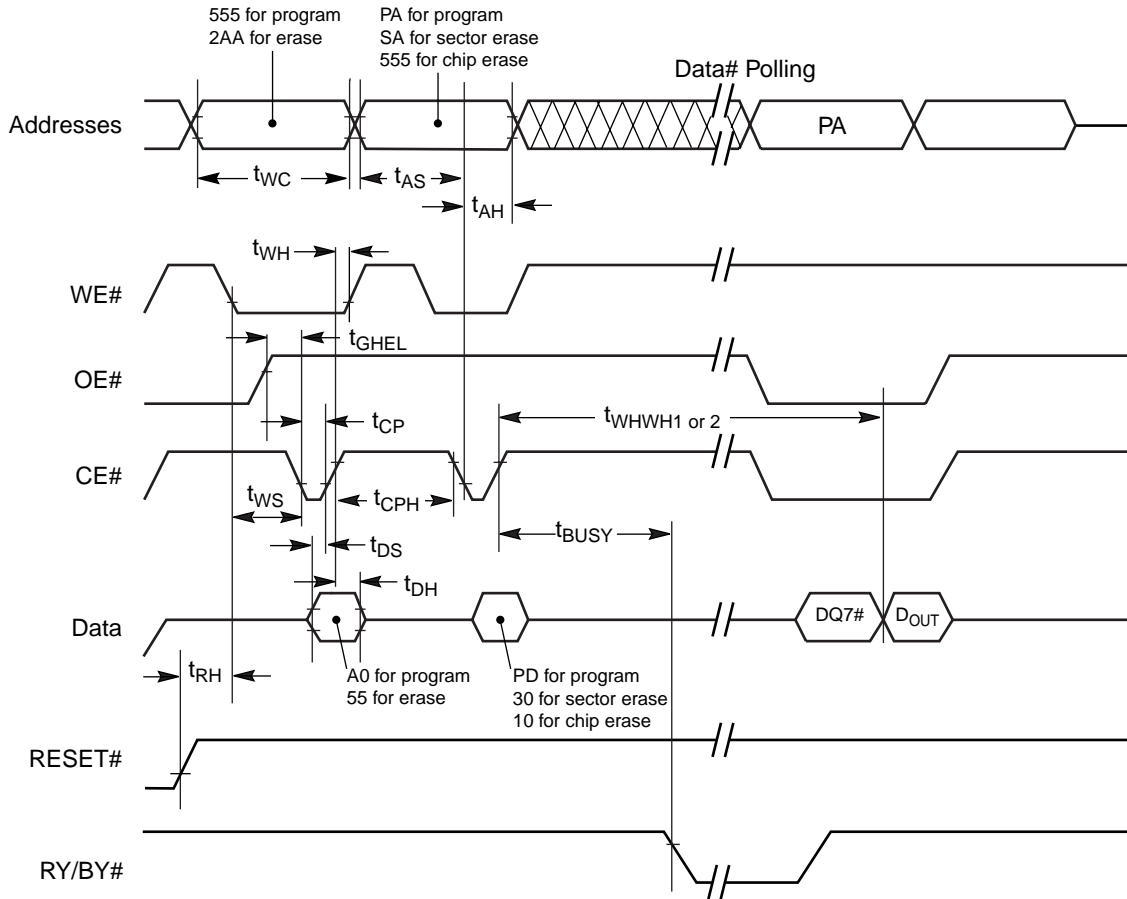 555 for program
2AA for erase
PA for program
SA for sector erase
555 for chip erase
Data# Polling
Addresses
PA
tWC
tAS
tAH
tWH
WE#
tGHEL
OE#
tWHWH1 or 2
tCP
CE#
tWS
tCPH
tBUSY
tDS
tDH
Data
DQ7#
DOUT
tRH
A0 for program
55 for erase
PD for program
30 for sector erase
10 for chip erase
RESET#
RY/BY#